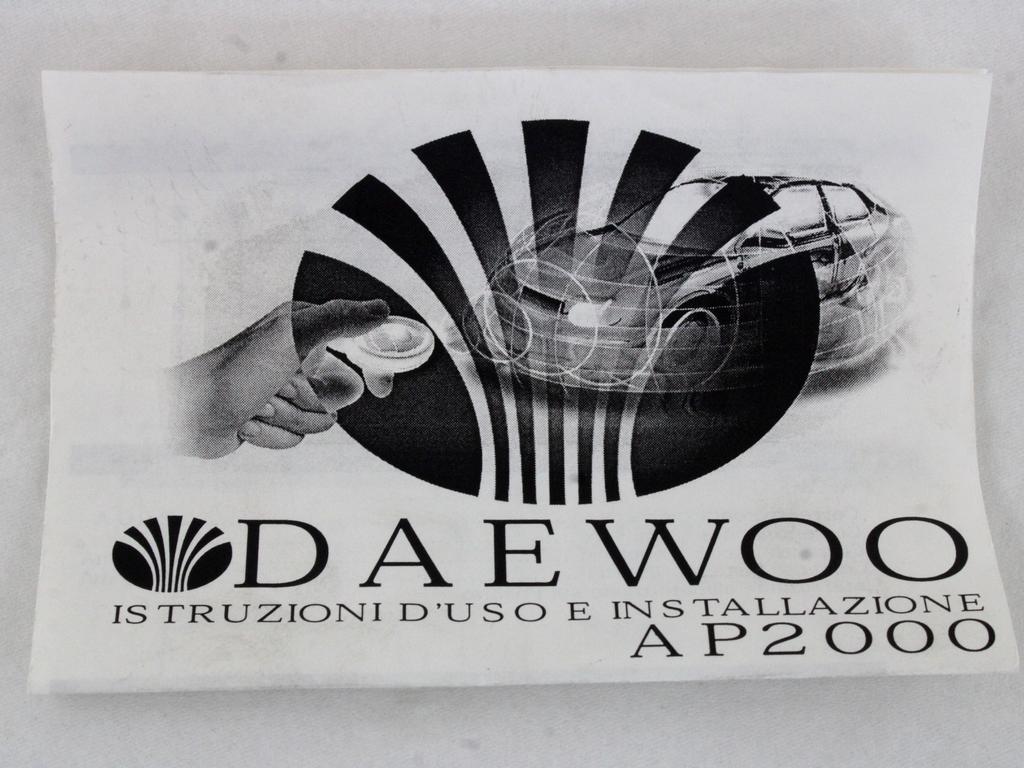 DAEWOO
ISTRUZIONI D'USO E INSTALLAZIONE
AP2000